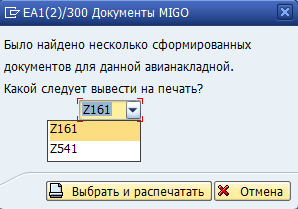 EA1(2)/300 Документы MIGO
Было найдено несколько сформированных
документов для данной авианакладной.
Какой следует вывести на печать?
Z161
Z161
Z541
Выбрать и распечатать Отмена